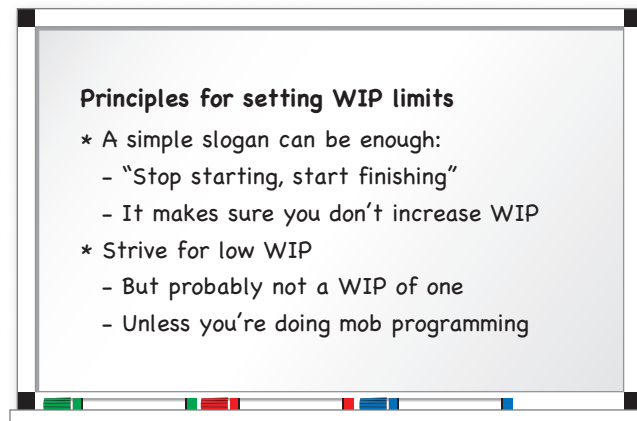 Principles for setting WIP limits
* A simple slogan can be enough:
– “Stop starting, start finishing”
– It makes sure you don’t increase WIP
* Strive for low WIP
– But probably not a WIP of one
– Unless you’re doing mob programming